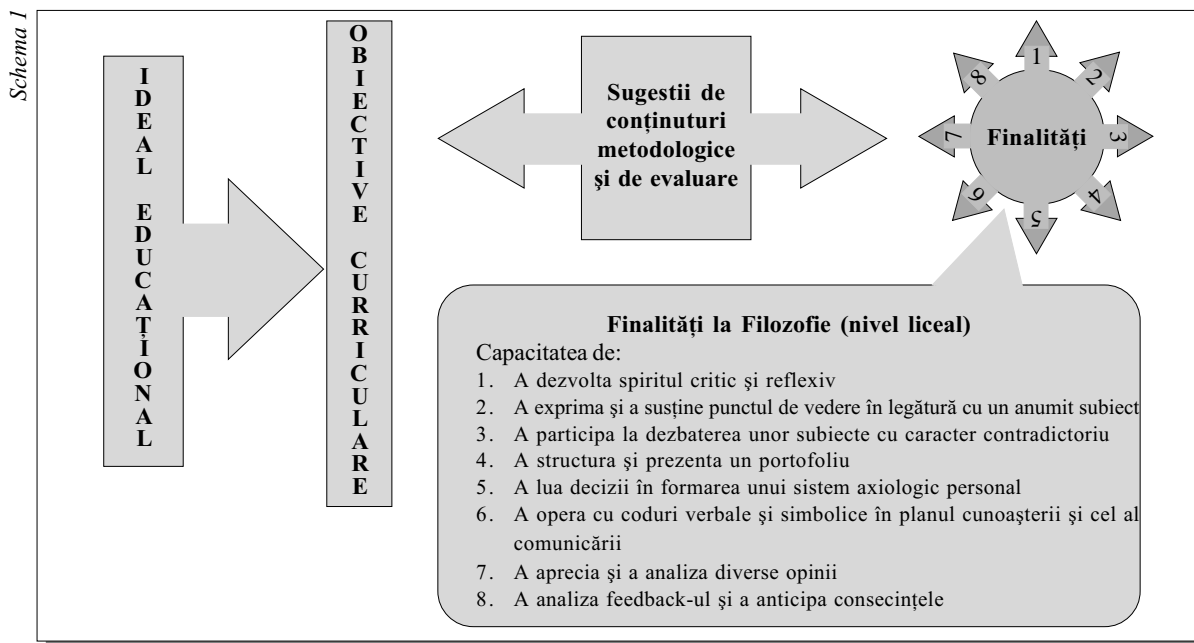 Schema 1
IDEAL EDUCAȚIONAL
OBIECTIVE CURRICULARE
Sugestii de
conținuturi
metodologice
şi de evaluare
Finalități
1
2
3
4
5
6
7
8
Finalități la Filozofie (nivel liceal)
Capacitatea de:
1. A dezvolta spiritul critic şi reflexiv
2. A exprima şi a susține punctul de vedere în legătură cu un anumit subiect
3. A participa la dezbaterea unor subiecte cu caracter contradictoriu
4. A structura şi prezenta un portofoliu
5. A lua decizii în formarea unui sistem axiologic personal
6. A opera cu coduri verbale şi simbolice în planul cunoaşterii şi cel al
comunicării
7. A aprecia şi a analiza diverse opinii
8. A analiza feedback-ul şi a anticipa consecințele